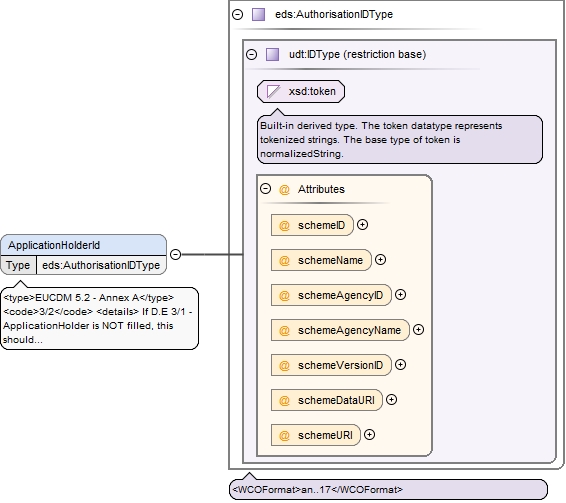 eds:AuthorisationIDType
udt:IDType (restriction base)
xsd:token
Built-in derived type. The token datatype represents
tokenized strings. The base type of token is
normalizedString.
@ Attributes
@ schemeID
@ schemeName
@ schemeAgencyID
@ schemeAgencyName
@ schemeVersionID
@ schemeDataURI
@ schemeURI
ApplicationHolderId
Type eds:AuthorisationIDType
<type>EUCDM 5.2 - Annex A</type>
<code>3/2</code> <details> If D.E 3/1 -
ApplicationHolder is NOT filled, this
should...
<WCOFormat>an..17</WCOFormat>